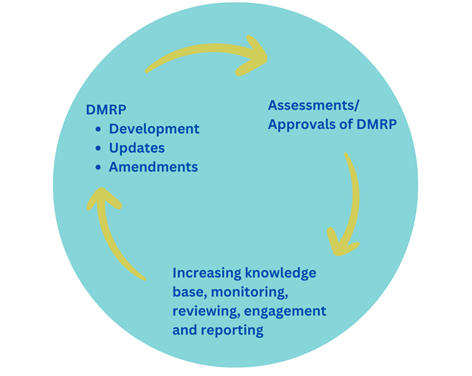 DMRP
• Development
• Updates
• Amendments
Assessments/
Approvals of DMRP
Increasing knowledge
base, monitoring,
reviewing, engagement
and reporting